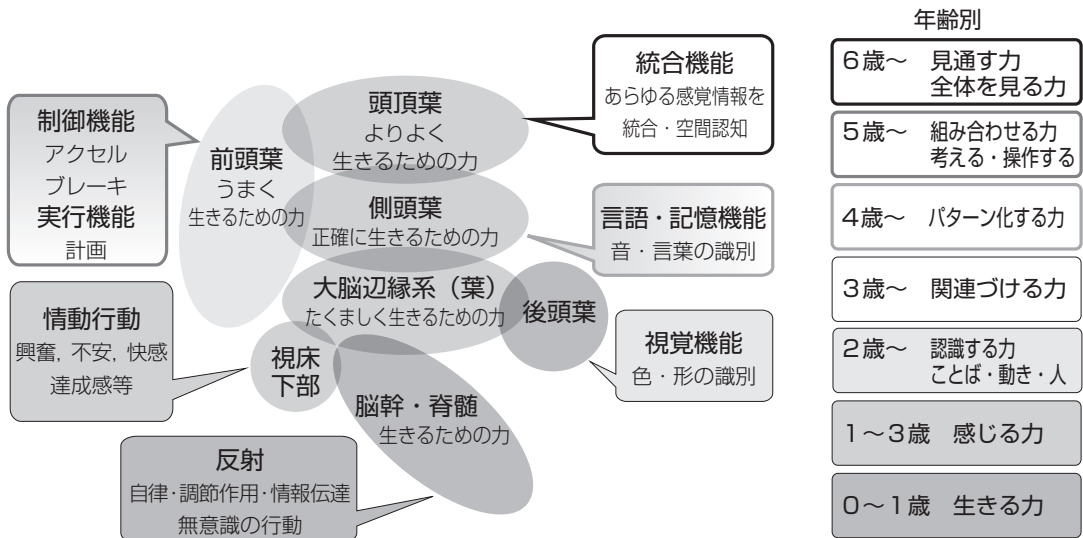 制御機能
アクセル
ブレーキ
実行機能
計画
前頭葉
うまく
生きるための力
頭頂葉
よりよく
生きるための力
統合機能
あらゆる感覚情報を
統合・空間認知
側頭葉
正確に生きるための力
言語・記憶機能
音・言葉の識別
大脳辺縁系（葉）
たくましく生きるための力
後頭葉
視覚機能
色・形の識別
情動行動
興奮, 不安, 快感
達成感等
視床
下部
脳幹・脊髄
生きるための力
反射
自律・調節作用・情報伝達
無意識の行動
年齢別
6歳〜　見通す力
全体を見る力
5歳〜　組み合わせる力
考える・操作する
4歳〜　パターン化する力
3歳〜　関連づける力
2歳〜　認識する力
ことば・動き・人
1〜3歳　感じる力
0〜1歳　生きる力